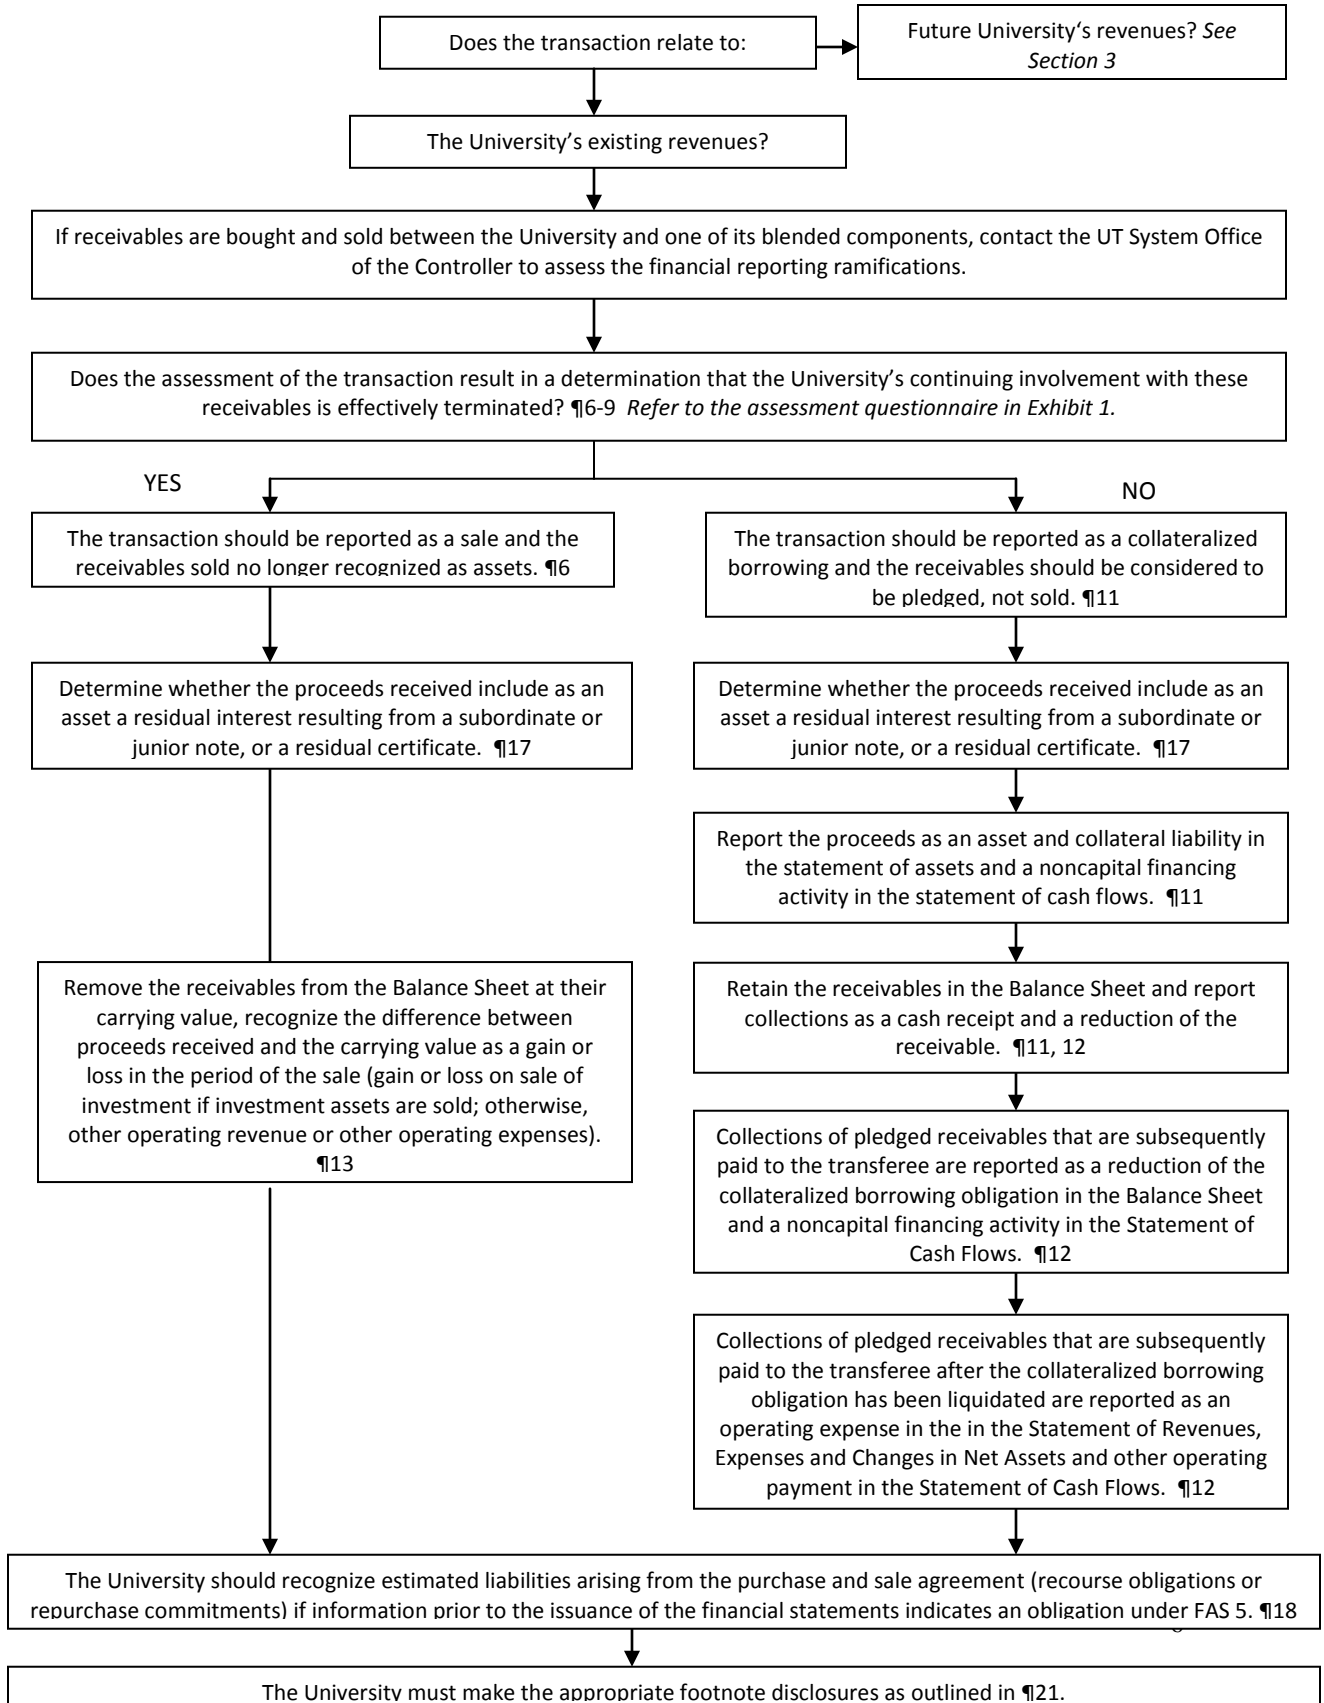 Does the transaction relate to:
Future University‘s revenues? See
Section 3
The University’s existing revenues?
If receivables are bought and sold between the University and one of its blended components, contact the UT System Office
of the Controller to assess the financial reporting ramifications.
Does the assessment of the transaction result in a determination that the University’s continuing involvement with these
receivables is effectively terminated? ¶6-9 Refer to the assessment questionnaire in Exhibit 1.
YES
NO
The transaction should be reported as a sale and the
receivables sold no longer recognized as assets. ¶6
The transaction should be reported as a collateralized
borrowing and the receivables should be considered to
be pledged, not sold. ¶11
Determine whether the proceeds received include as an
asset a residual interest resulting from a subordinate or
junior note, or a residual certificate. ¶17
Determine whether the proceeds received include as an
asset a residual interest resulting from a subordinate or
junior note, or a residual certificate. ¶17
Report the proceeds as an asset and collateral liability in
the statement of assets and a noncapital financing
activity in the statement of cash flows. ¶11
Remove the receivables from the Balance Sheet at their
carrying value, recognize the difference between
proceeds received and the carrying value as a gain or
loss in the period of the sale (gain or loss on sale of
investment if investment assets are sold; otherwise,
other operating revenue or other operating expenses).
¶13
Retain the receivables in the Balance Sheet and report
collections as a cash receipt and a reduction of the
receivable. ¶11, 12
Collections of pledged receivables that are subsequently
paid to the transferee are reported as a reduction of the
collateralized borrowing obligation in the Balance Sheet
and a noncapital financing activity in the Statement of
Cash Flows. ¶12
Collections of pledged receivables that are subsequently
paid to the transferee after the collateralized borrowing
obligation has been liquidated are reported as an
operating expense in the in the Statement of Revenues,
Expenses and Changes in Net Assets and other operating
payment in the Statement of Cash Flows. ¶12
The University should recognize estimated liabilities arising from the purchase and sale agreement (recourse obligations or
repurchase commitments) if information prior to the issuance of the financial statements indicates an obligation under FAS 5. ¶18
The University must make the appropriate footnote disclosures as outlined in ¶21.